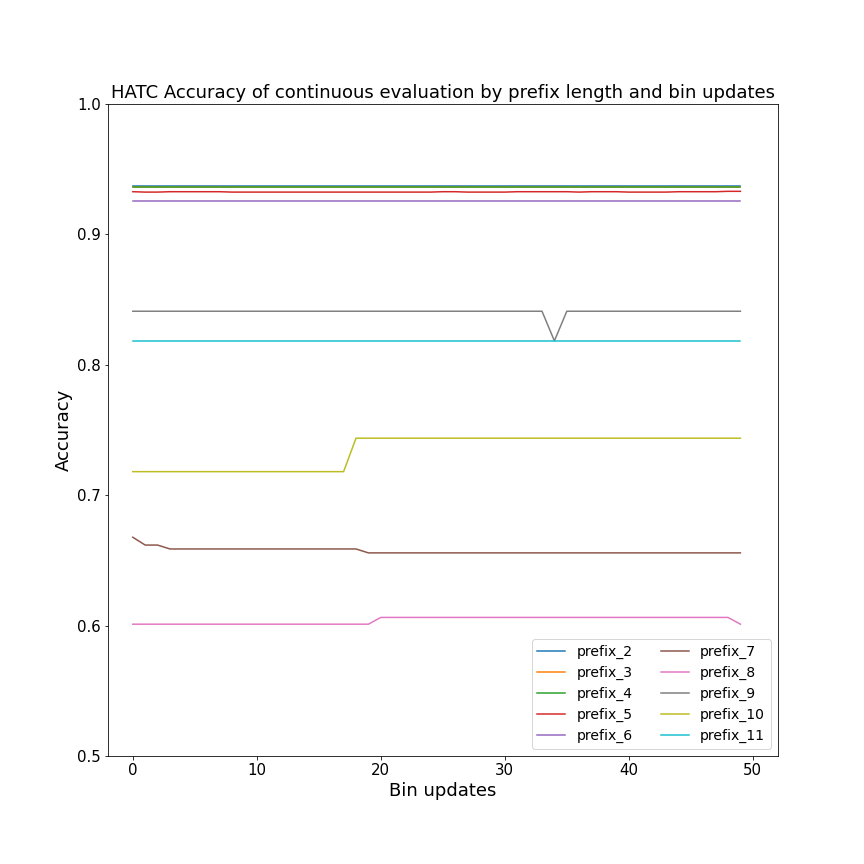 HATC Accuracy of continuous evaluation by prefix length and bin updates
1.0
0.9
0.8
0.7
0.6
0.5
Accuracy
0 10 20 30 40 50
Bin updates
prefix_2
prefix_3
prefix_4
prefix_5
prefix_6
prefix_7
prefix_8
prefix_9
prefix_10
prefix_11